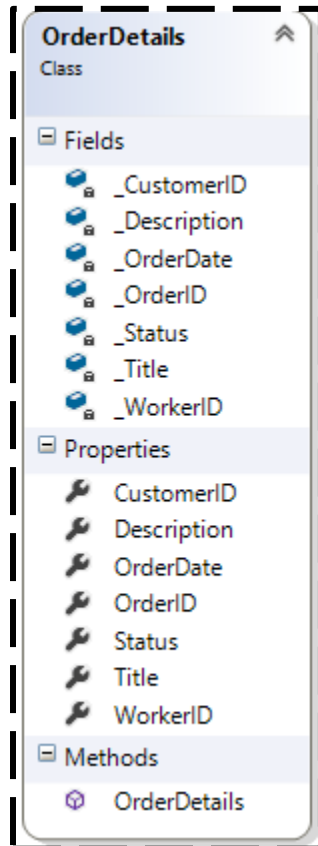 OrderDetails
Class
Fields
_CustomerID
_Description
_OrderDate
_OrderID
_Status
_Title
_WorkerID
Properties
CustomerID
Description
OrderDate
OrderID
Status
Title
WorkerID
Methods
OrderDetails